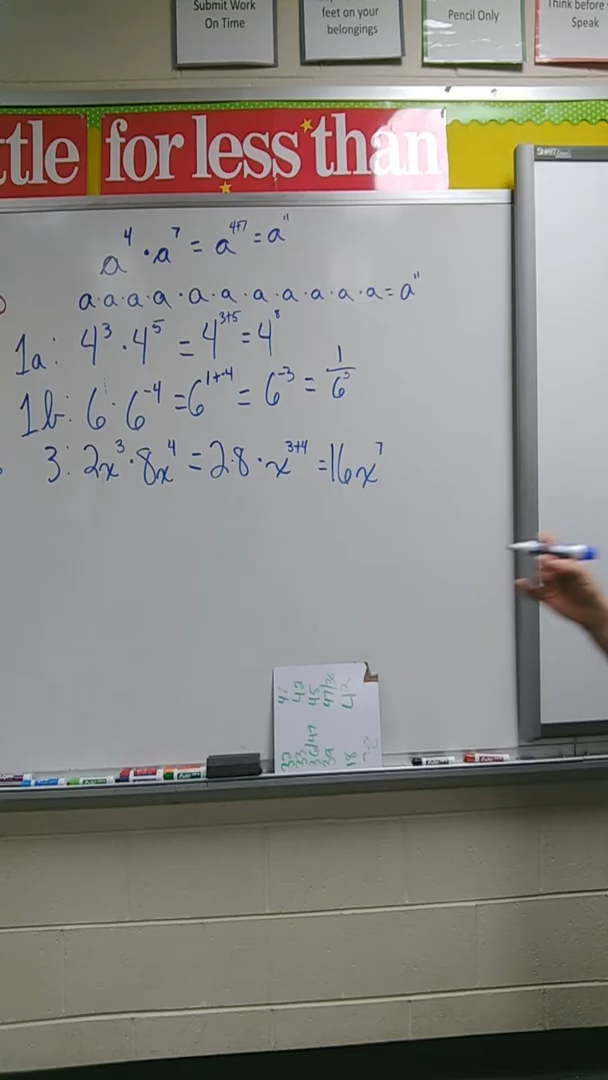 Submit Work
On Time
feet on your
belongings
Pencil Only
Think before
Speak
ttle for less than
SMART
a⁴ · a⁷ = a⁴⁺⁷ = a¹¹
a·a·a·a · a·a·a·a·a·a·a = a¹¹
1a: 4³ · 4⁵ = 4³⁺⁵ = 4⁸
1b: 6 · 6⁻⁴ = 6¹⁺⁻⁴ = 6⁻³ = 1/6³
3: 2x³ · 8x⁴ = 2·8 · x³⁺⁴ = 16x⁷